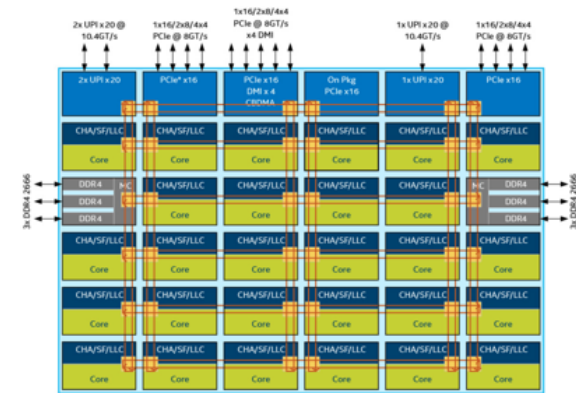 2x UPI x20 @
10.4GT/s
1x16/2x8/4x4
PCIe @ 8GT/s
1x16/2x8/4x4
PCIe @ 8GT/s
x4 DMI
1x UPI x20 @
10.4GT/s
1x16/2x8/4x4
PCIe @ 8GT/s
2x UPI x20
PCIe* x16
PCIe x16
DMI x 4
CBDMA
On Pkg
PCIe x16
1x UPI x20
PCIe x16
CHA/SF/LLC
CHA/SF/LLC
CHA/SF/LLC
CHA/SF/LLC
CHA/SF/LLC
CHA/SF/LLC
Core
Core
Core
Core
Core
Core
3x DDR4 2666
DDR4
DDR4
DDR4
MC
CHA/SF/LLC
CHA/SF/LLC
CHA/SF/LLC
CHA/SF/LLC
Core
Core
Core
Core
MC
DDR4
DDR4
DDR4
3x DDR4 2666
CHA/SF/LLC
CHA/SF/LLC
CHA/SF/LLC
CHA/SF/LLC
CHA/SF/LLC
CHA/SF/LLC
Core
Core
Core
Core
Core
Core
CHA/SF/LLC
CHA/SF/LLC
CHA/SF/LLC
CHA/SF/LLC
CHA/SF/LLC
CHA/SF/LLC
Core
Core
Core
Core
Core
Core
CHA/SF/LLC
CHA/SF/LLC
CHA/SF/LLC
CHA/SF/LLC
CHA/SF/LLC
CHA/SF/LLC
Core
Core
Core
Core
Core
Core